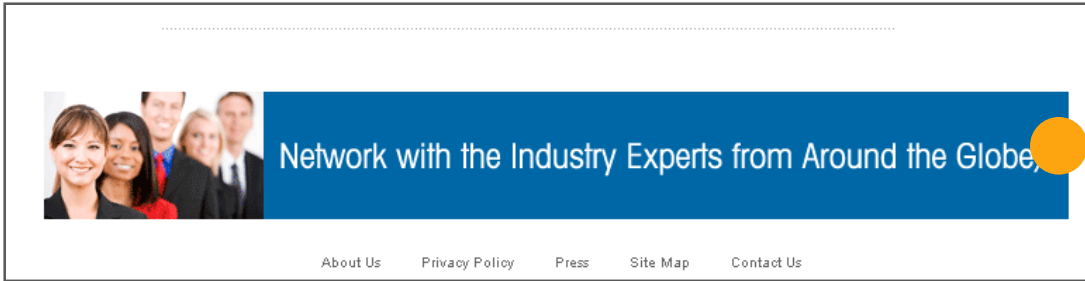 Network with the Industry Experts from Around the Globe,
About Us Privacy Policy Press Site Map Contact Us